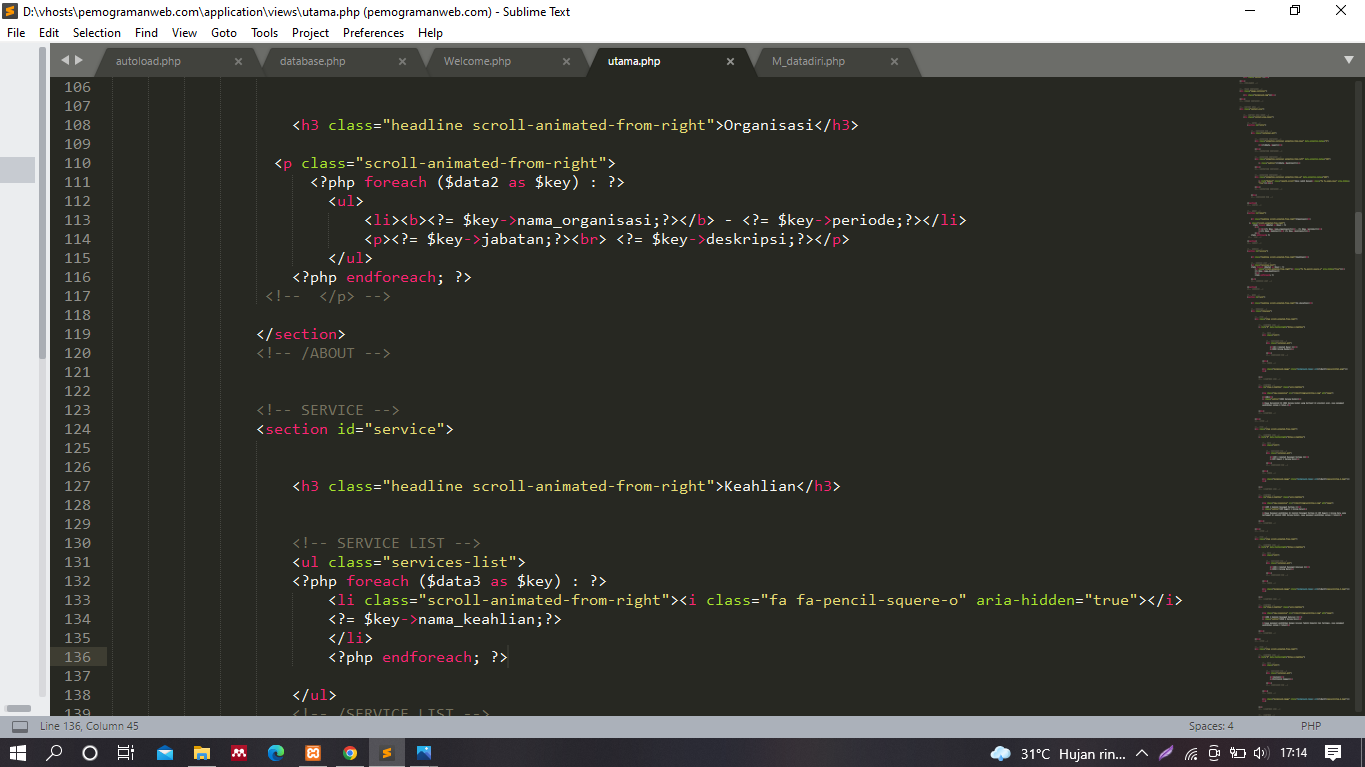 D:\vhosts\pemogramanweb.com\application\views\utama.php (pemogramanweb.com) - Sublime Text
File Edit Selection Find View Goto Tools Project Preferences Help
autoload.php × database.php × Welcome.php × utama.php × M_datadiri.php ×
106
107
108 <h3 class="headline scroll-animated-from-right">Organisasi</h3>
109
110 <p class="scroll-animated-from-right">
111 <?php foreach ($data2 as $key) : ?>
112 <ul>
113 <li><b><?= $key->nama_organisasi;?></b> - <?= $key->periode;?></li>
114 <p><?= $key->jabatan;?><br> <?= $key->deskripsi;?></p>
115 </ul>
116 <?php endforeach; ?>
117 <!--  </p> -->
118
119 </section>
120 <!-- /ABOUT -->
121
122
123 <!-- SERVICE -->
124 <section id="service">
125
126
127 <h3 class="headline scroll-animated-from-right">Keahlian</h3>
128
129
130 <!-- SERVICE LIST -->
131 <ul class="services-list">
132 <?php foreach ($data3 as $key) : ?>
133 <li class="scroll-animated-from-right"><i class="fa fa-pencil-squere-o" aria-hidden="true"></i>
134 <?= $key->nama_keahlian;?>
135 </li>
136 <?php endforeach; ?>
137
138 </ul>
139 <!-- /SERVICE LIST -->
Line 136, Column 45 Spaces: 4 PHP
31°C Hujan rin... 17:14